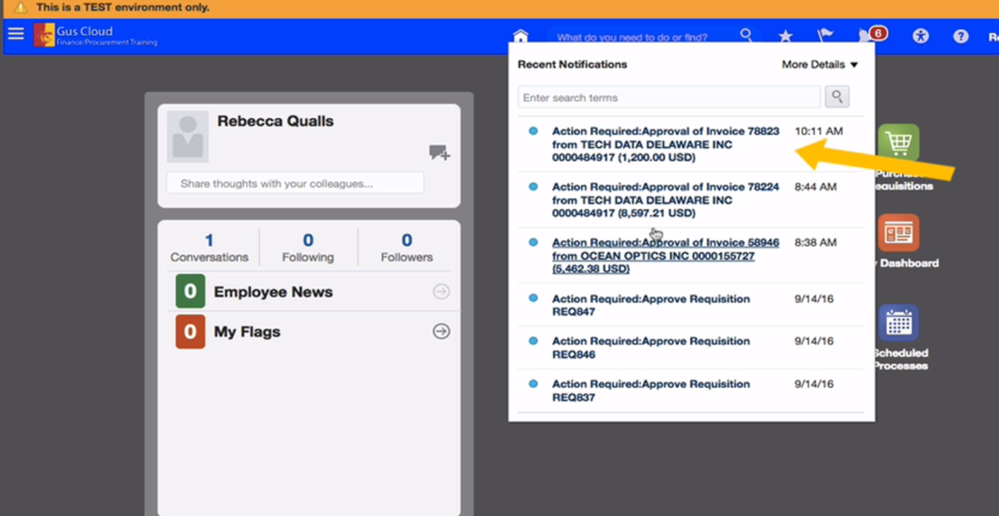 This is a TEST environment only.
Gus Cloud
Finance/Procurement Training
What do you need to do or find?
6
Recent Notifications
More Details
Enter search terms
Action Required:Approval of Invoice 78823
from TECH DATA DELAWARE INC
0000484917 (1,200.00 USD)
10:11 AM
Action Required:Approval of Invoice 78224
from TECH DATA DELAWARE INC
0000484917 (8,597.21 USD)
8:44 AM
Action Required:Approval of Invoice 58946
from OCEAN OPTICS INC 0000155727
(5,462.38 USD)
8:38 AM
Action Required:Approve Requisition
REQ847
9/14/16
Action Required:Approve Requisition
REQ846
9/14/16
Action Required:Approve Requisition
REQ837
9/14/16
Rebecca Qualls
Share thoughts with your colleagues...
1
Conversations
0
Following
0
Followers
0
Employee News
0
My Flags
Dashboard
Scheduled
Processes